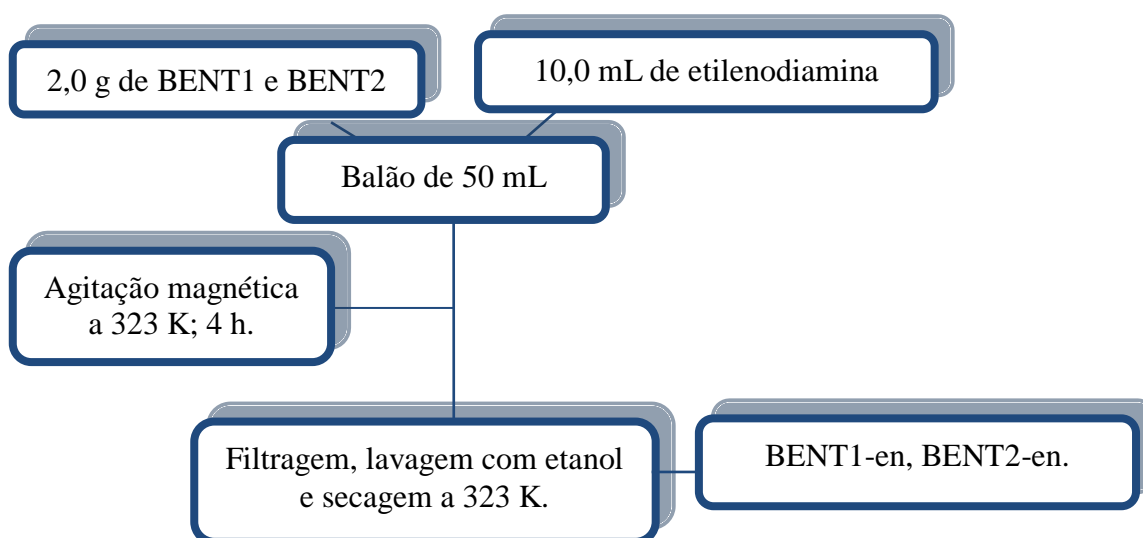 2,0 g de BENT1 e BENT2
10,0 mL de etilenodiamina
Balão de 50 mL
Agitação magnética
a 323 K; 4 h.
Filtragem, lavagem com etanol
e secagem a 323 K.
BENT1-en, BENT2-en.